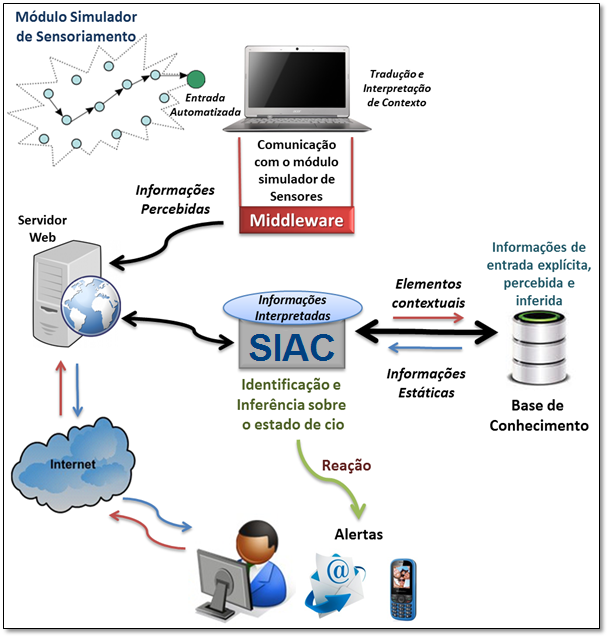 Módulo Simulador
de Sensoriamento
Entrada
Automatizada
Tradução e
Interpretação
de Contexto
Comunicação
com o módulo
simulador de
Sensores
Middleware
Informações
Percebidas
Servidor
Web
Informações de
entrada explícita,
percebida e
inferida
Elementos
contextuais
Informações
Interpretadas
SIAC
Informações
Estáticas
Base de
Conhecimento
Identificação e
Inferência sobre
o estado de cio
Internet
Reação
Alertas
@